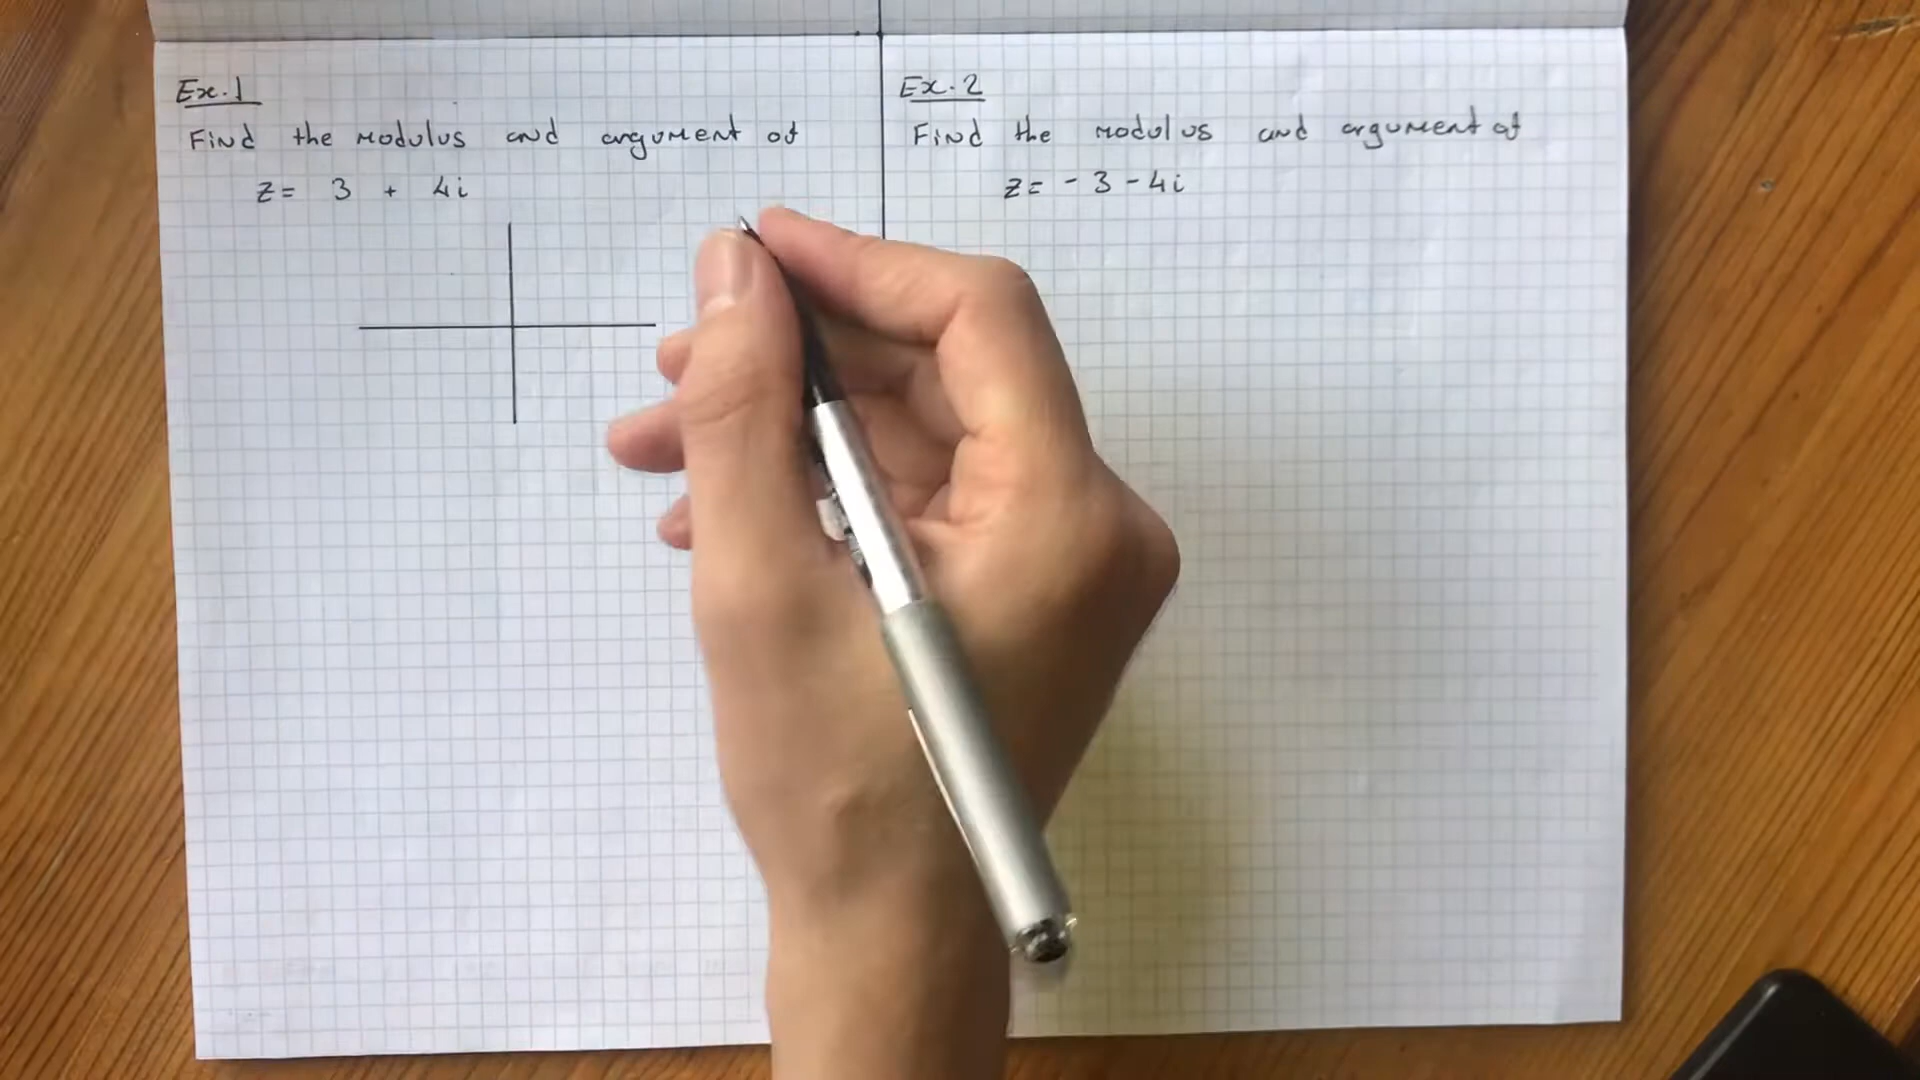 Ex. 1
Find the modulus and argument of
z = 3 + 4i
Ex. 2
Find the modulus and argument of
z = - 3 - 4i